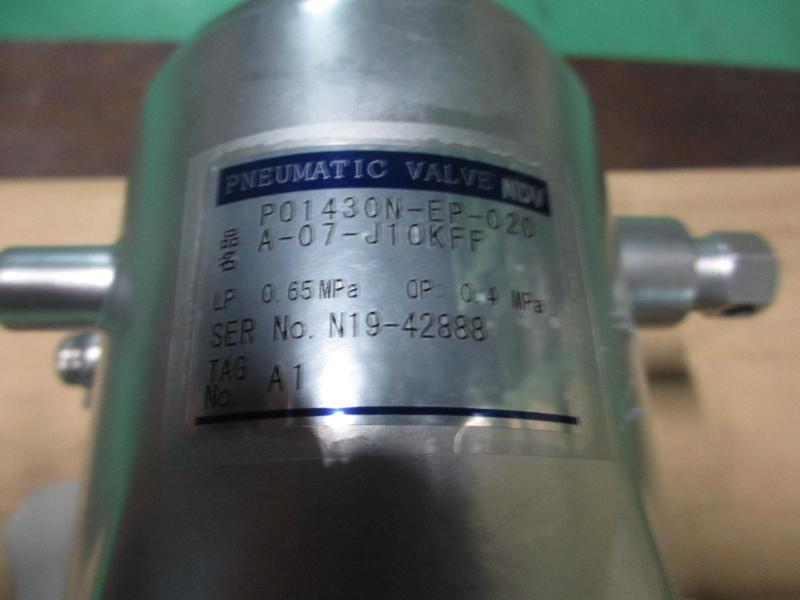 PNEUMATIC VALVE NDV
品名 P01430N-EP-020
A-07-J10KFF
LP 0.65MPa OP: 0.4 MPa
SER No. N19-42888
TAG No. A1